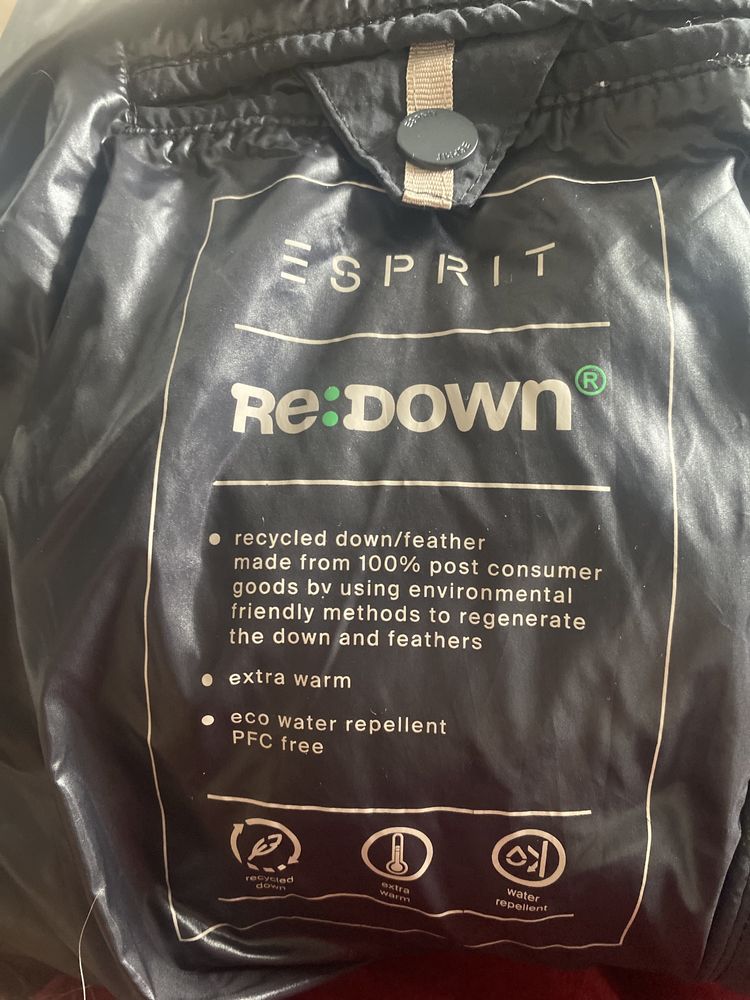 ESPRIT
Re:Down®
• recycled down/feather
made from 100% post consumer
goods by using environmental
friendly methods to regenerate
the down and feathers
• extra warm
• eco water repellent
PFC free
recycled
down
extra
warm
water
repellent